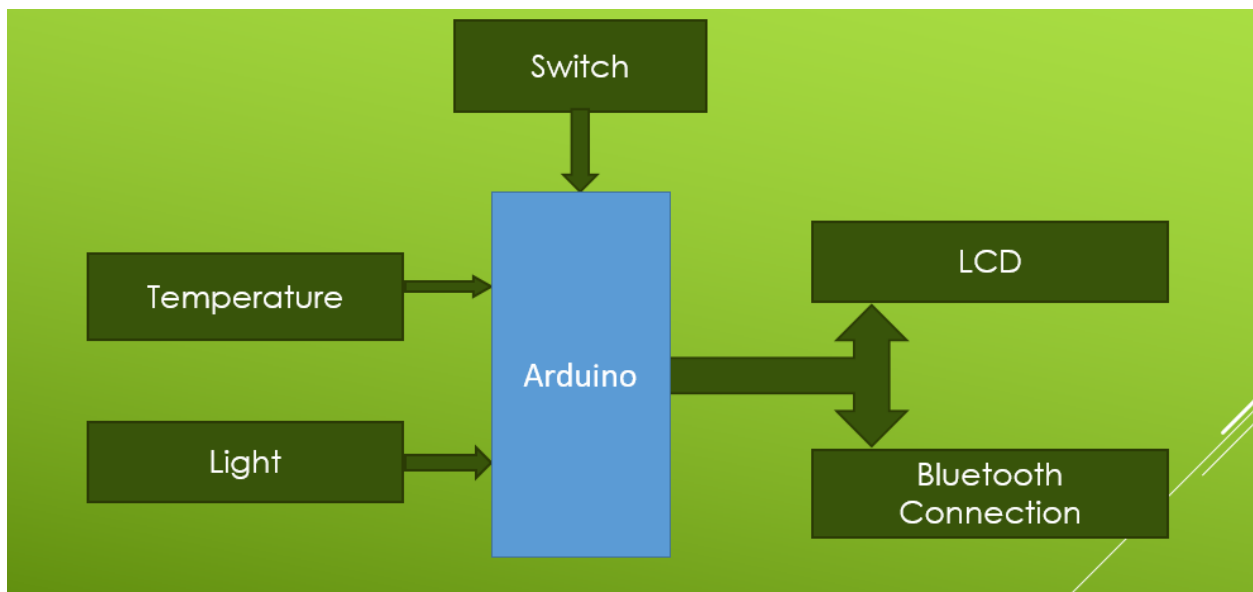 Switch
Temperature
Light
Arduino
LCD
Bluetooth
Connection